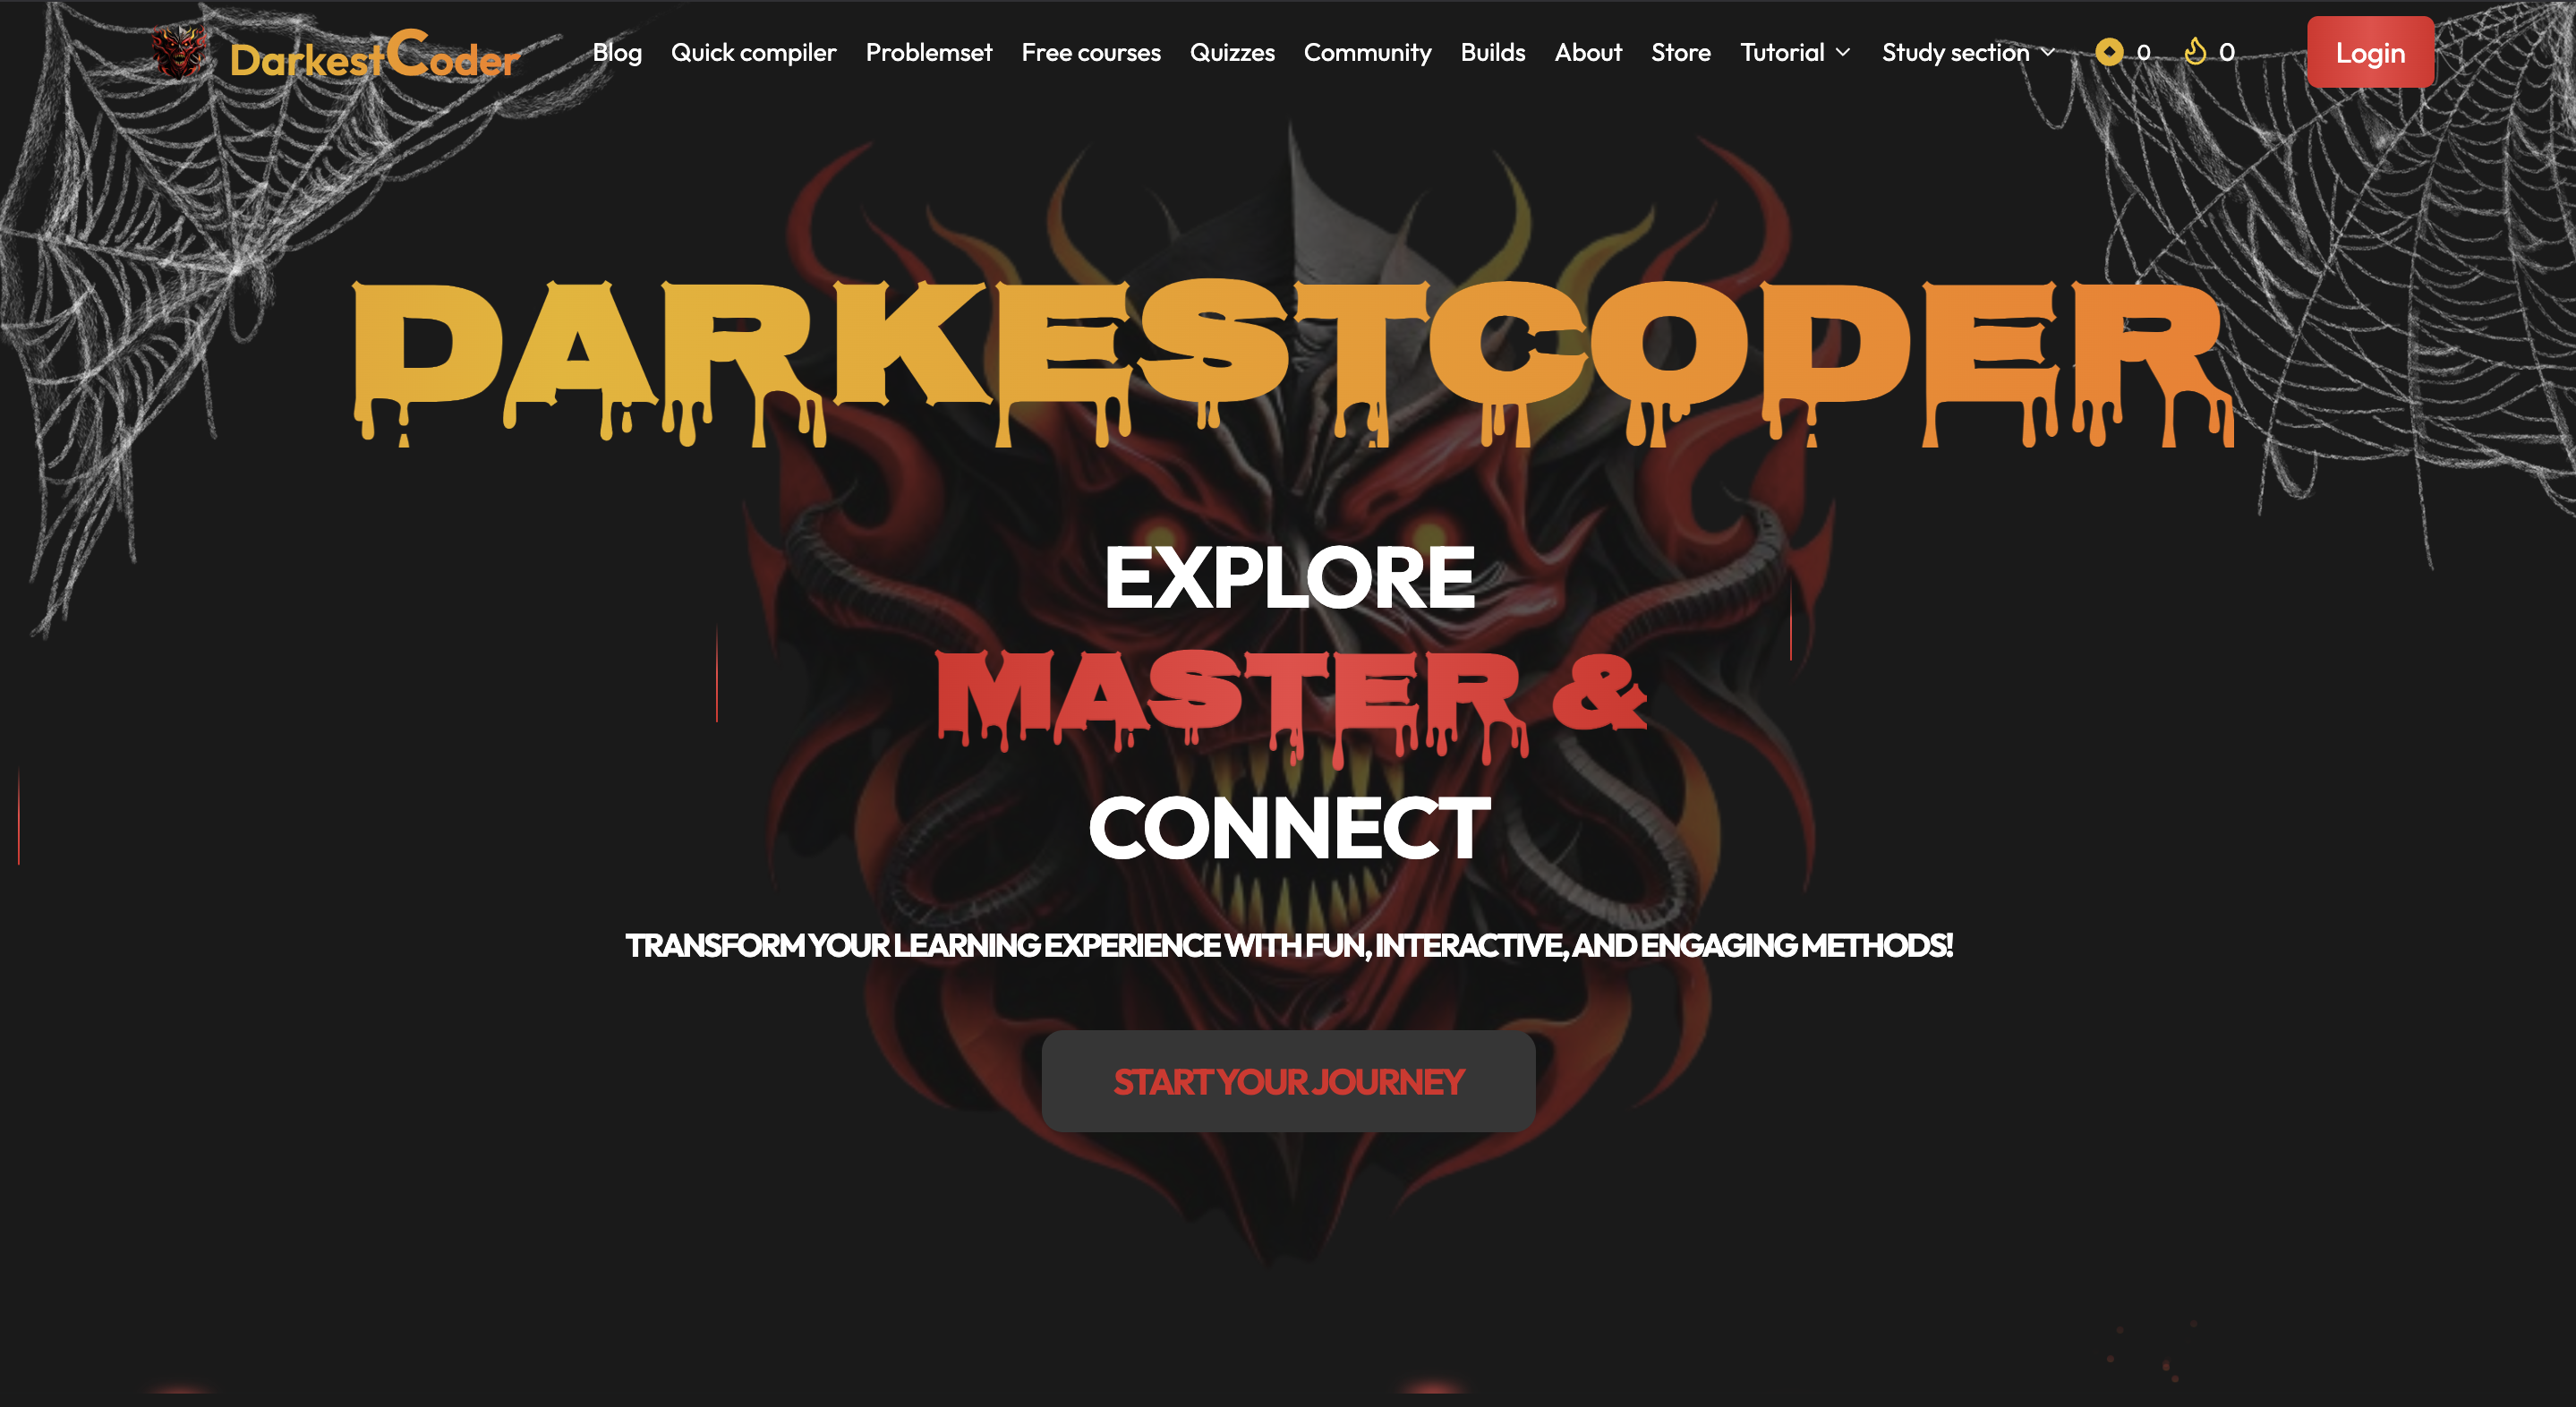 DarkestCoder Blog Quick compiler Problemset Free courses Quizzes Community Builds About Store Tutorial Study section 0 0 Login
DARKESTCODER
EXPLORE
MASTER &
CONNECT
TRANSFORM YOUR LEARNING EXPERIENCE WITH FUN, INTERACTIVE, AND ENGAGING METHODS!
START YOUR JOURNEY